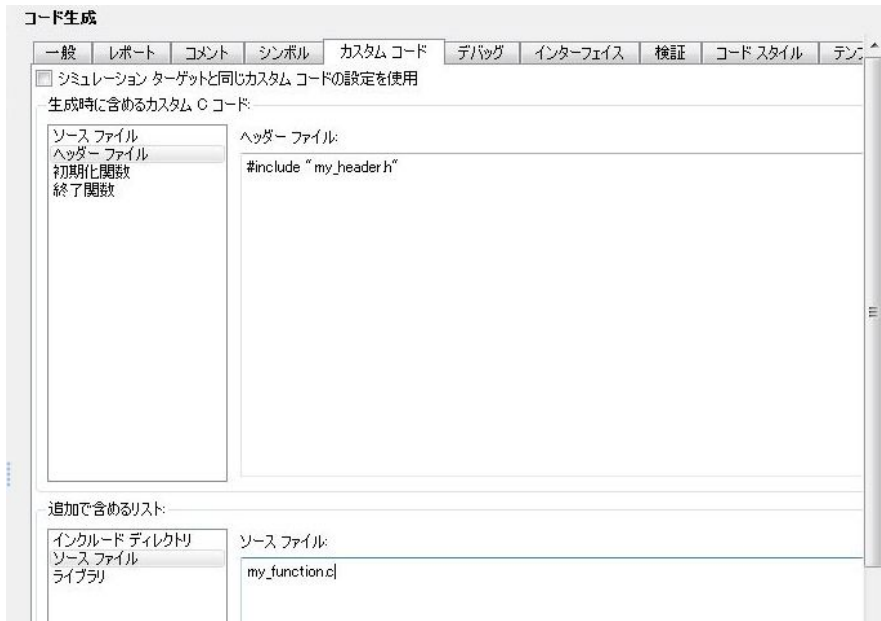 コード生成
一般 レポート コメント シンボル カスタム コード デバッグ インターフェイス 検証 コード スタイル
シミュレーション ターゲットと同じカスタム コードの設定を使用
生成時に含めるカスタム C コード:
ソース ファイル
ヘッダー ファイル
初期化関数
終了関数
ヘッダー ファイル:
#include "my_header.h"
追加で含めるリスト:
インクルード ディレクトリ
ソース ファイル
ライブラリ
ソース ファイル:
my_function.c